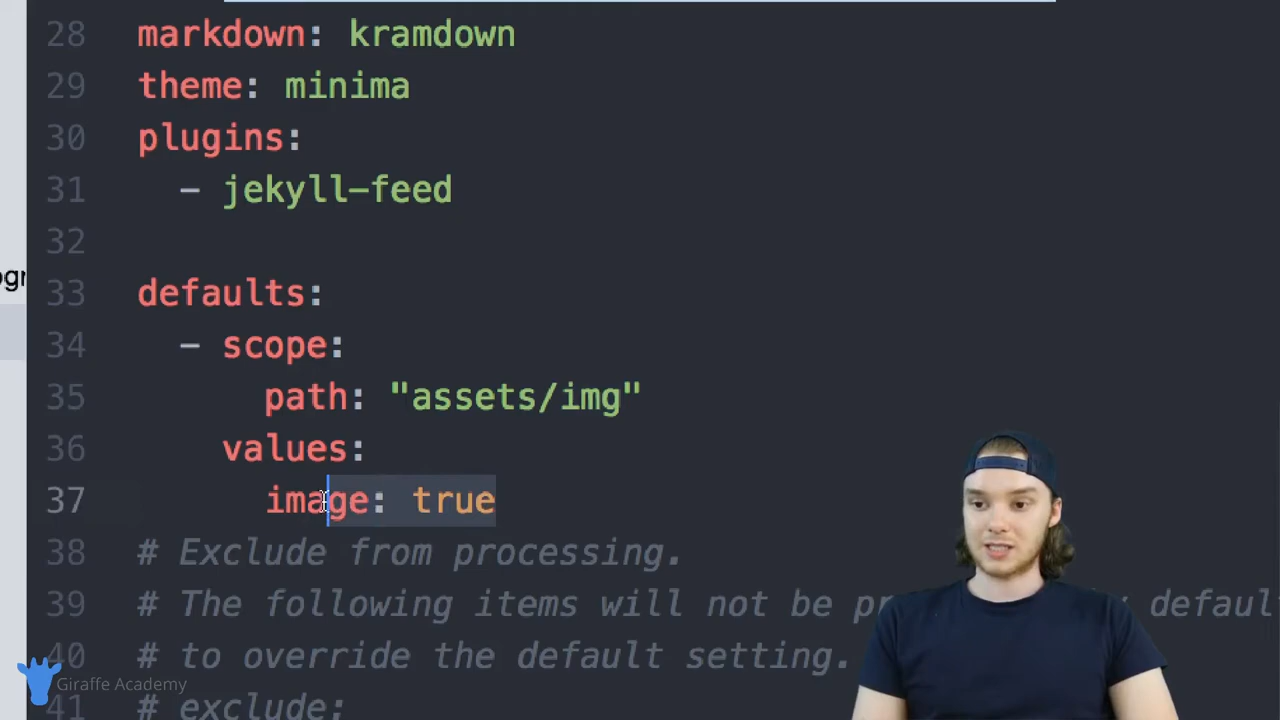 28 markdown: kramdown
29 theme: minima
30 plugins:
31 - jekyll-feed
32
33 defaults:
34 - scope:
35 path: "assets/img"
36 values:
37 image: true
38 # Exclude from processing.
39 # The following items will not be
40 # to override the default setting.
41 # exclude:
Giraffe Academy